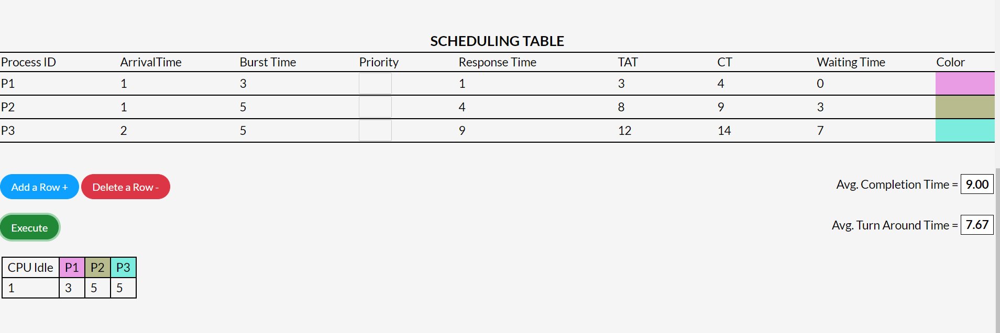 SCHEDULING TABLE
Process ID ArrivalTime Burst Time Priority Response Time TAT CT Waiting Time Color
P1 1 3 1 3 4 0
P2 1 5 4 8 9 3
P3 2 5 9 12 14 7
Add a Row + Delete a Row -
Avg. Completion Time = 9.00
Execute
Avg. Turn Around Time = 7.67
CPU Idle P1 P2 P3
1 3 5 5